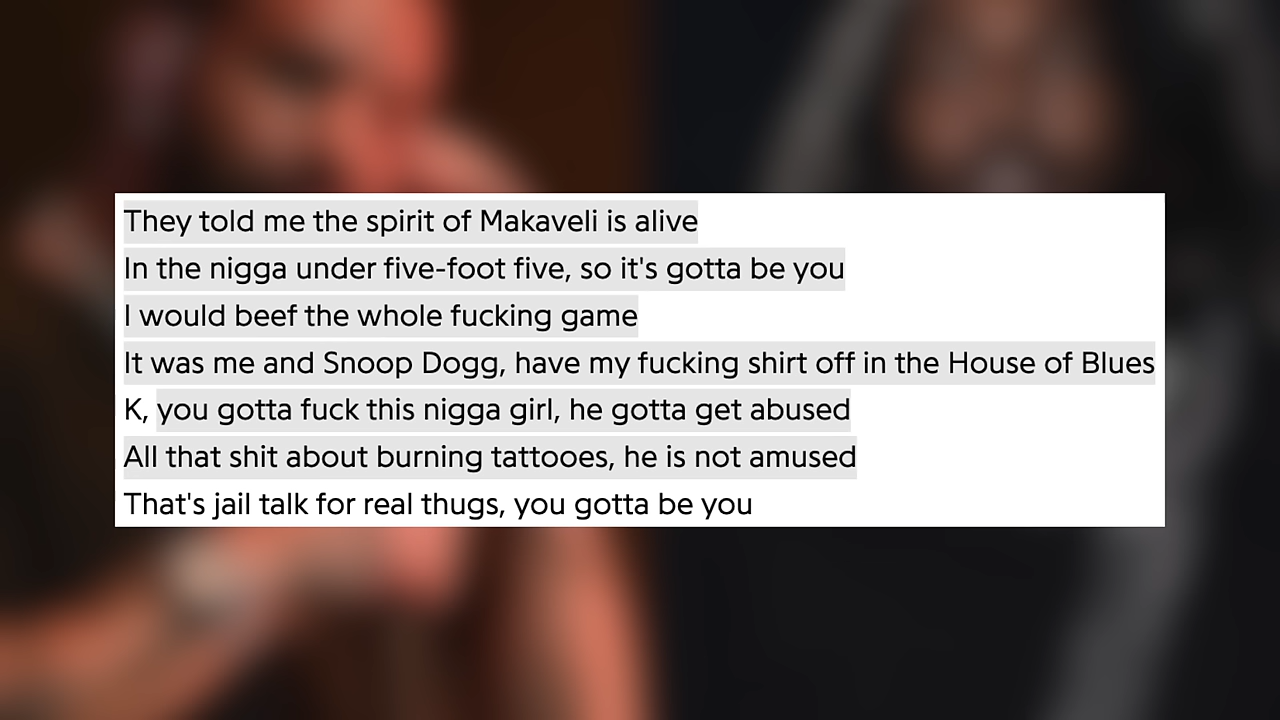 They told me the spirit of Makaveli is alive
In the nigga under five-foot five, so it's gotta be you
I would beef the whole fucking game
It was me and Snoop Dogg, have my fucking shirt off in the House of Blues
K, you gotta fuck this nigga girl, he gotta get abused
All that shit about burning tattooes, he is not amused
That's jail talk for real thugs, you gotta be you